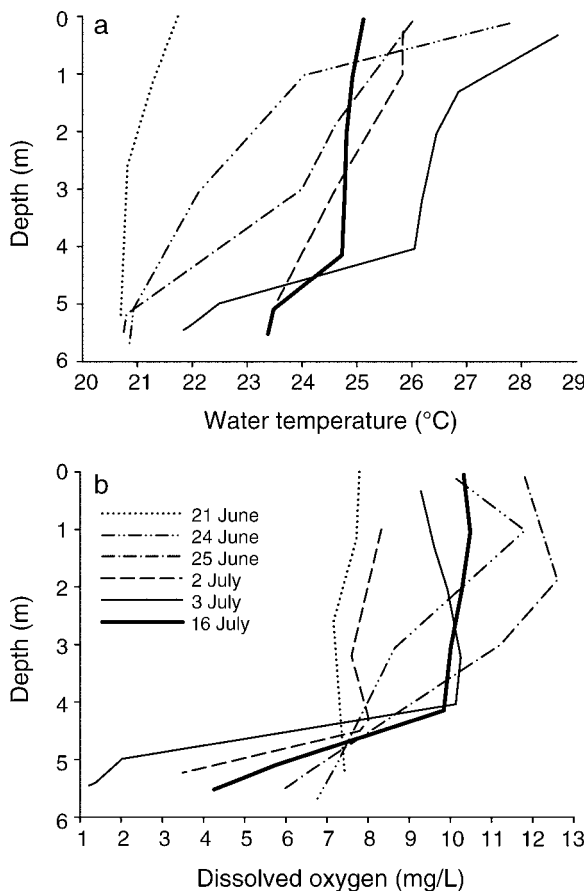 a
0
1
2
3
4
5
6
Depth (m)
20 21 22 23 24 25 26 27 28 29
Water temperature (°C)
b
0
1
2
3
4
5
6
Depth (m)
21 June
24 June
25 June
2 July
3 July
16 July
1 2 3 4 5 6 7 8 9 10 11 12 13
Dissolved oxygen (mg/L)